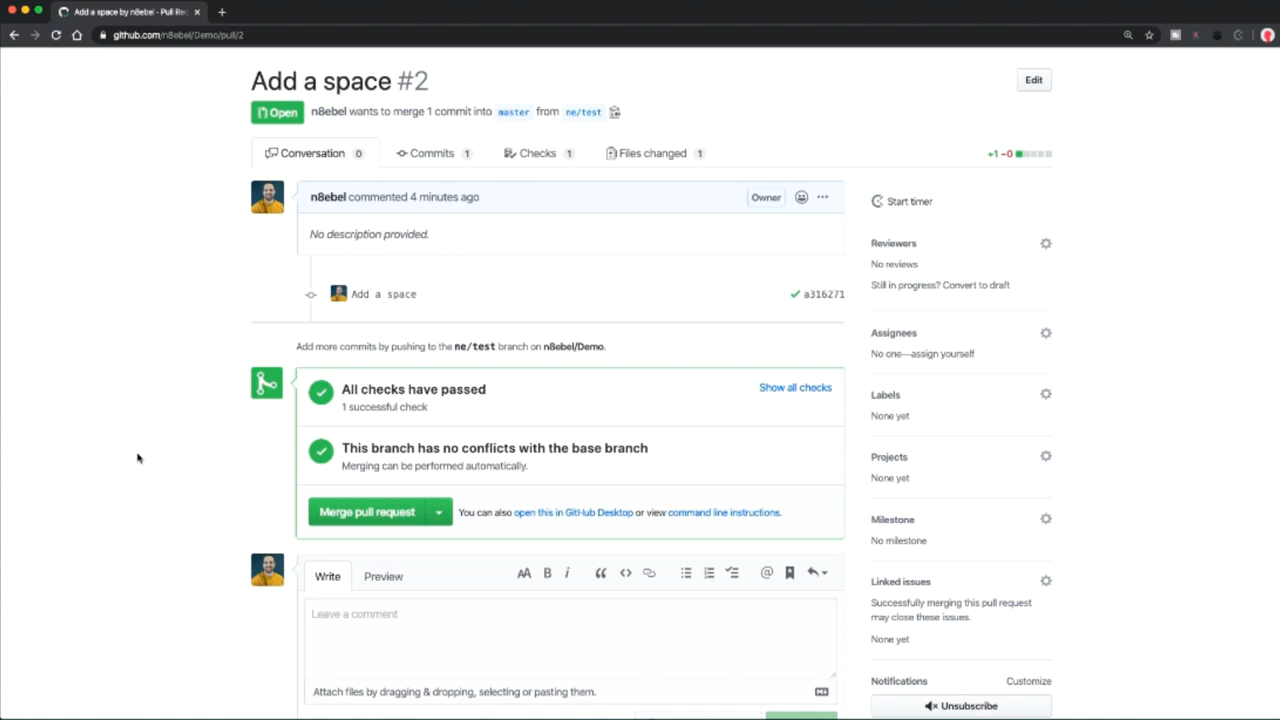 Add a space by n8ebel · Pull Re
github.com/n8ebel/Demo/pull/2
Add a space #2
Edit
Open
n8ebel wants to merge 1 commit into master from ne/test
Conversation 0
Commits 1
Checks 1
Files changed 1
+1 −0
n8ebel commented 4 minutes ago
Owner
No description provided.
Add a space
a316271
Add more commits by pushing to the ne/test branch on n8ebel/Demo.
All checks have passed
1 successful check
Show all checks
This branch has no conflicts with the base branch
Merging can be performed automatically.
Merge pull request
You can also open this in GitHub Desktop or view command line instructions.
Write
Preview
Leave a comment
Attach files by dragging & dropping, selecting or pasting them.
Start timer
Reviewers
No reviews
Still in progress? Convert to draft
Assignees
No one—assign yourself
Labels
None yet
Projects
None yet
Milestone
No milestone
Linked issues
Successfully merging this pull request
may close these issues.
None yet
Notifications
Customize
Unsubscribe